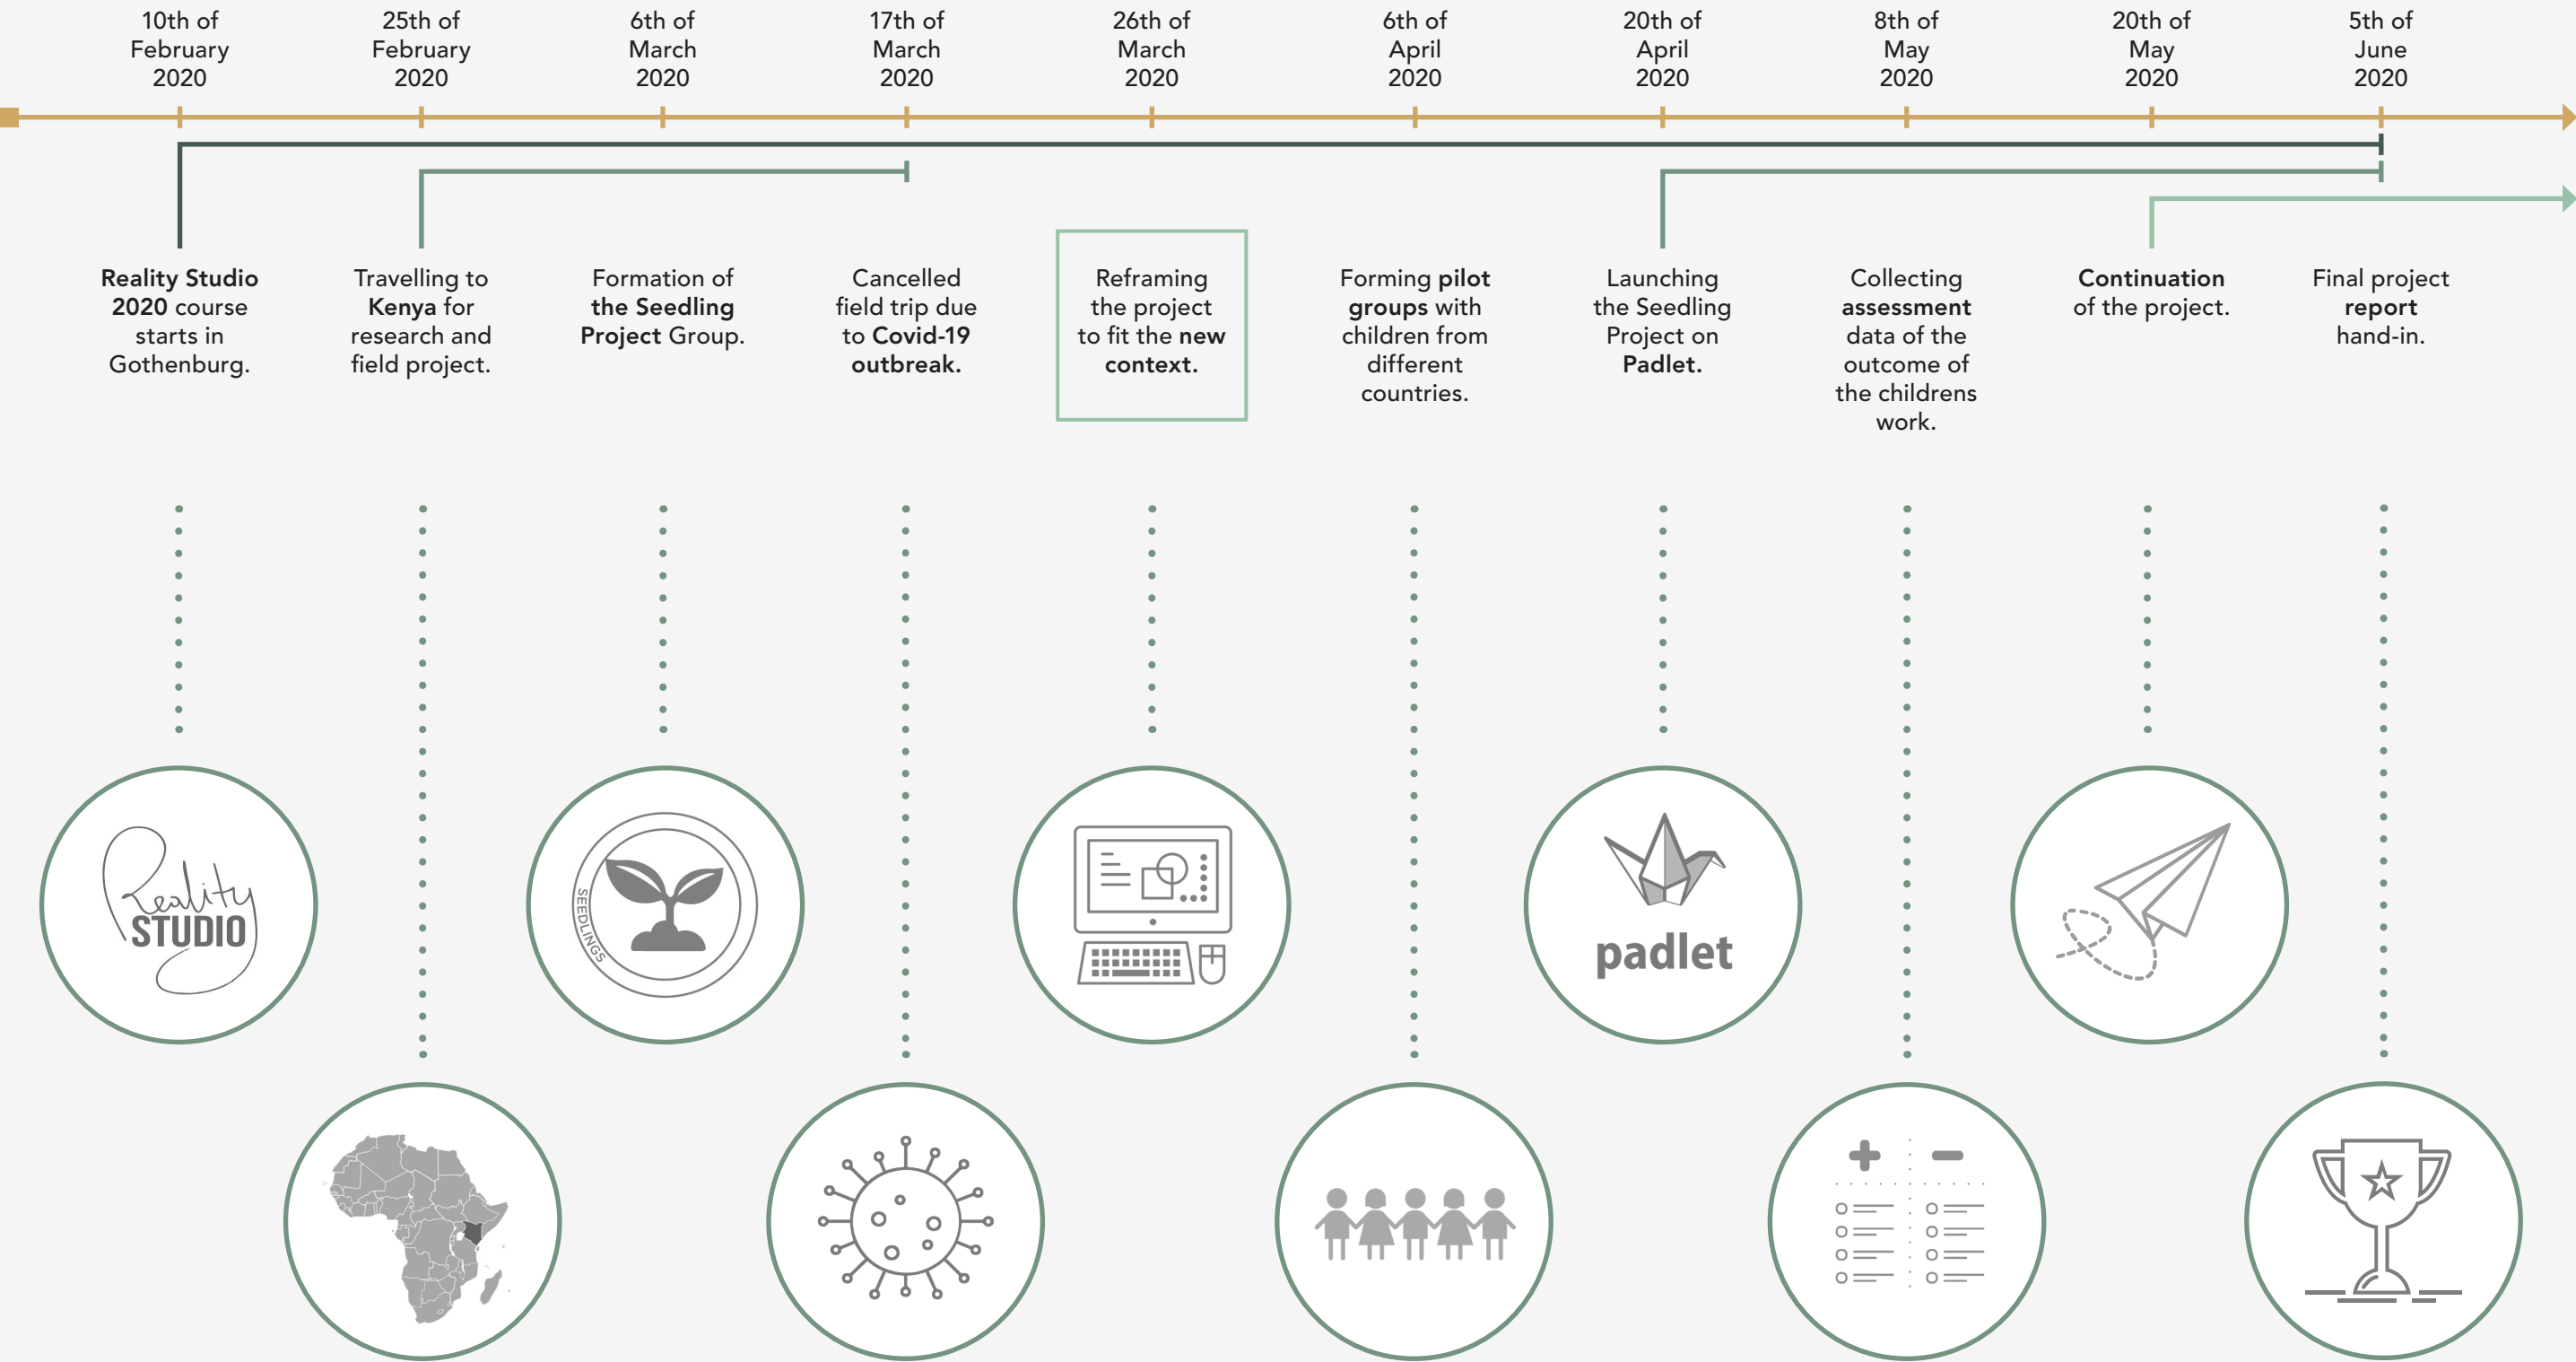 10th of
February
2020
25th of
February
2020
6th of
March
2020
17th of
March
2020
26th of
March
2020
6th of
April
2020
20th of
April
2020
8th of
May
2020
20th of
May
2020
5th of
June
2020
Reality Studio
2020 course
starts in
Gothenburg.
Travelling to
Kenya for
research and
field project.
Formation of
the Seedling
Project Group.
Cancelled
field trip due
to Covid-19
outbreak.
Reframing
the project
to fit the new
context.
Forming pilot
groups with
children from
different
countries.
Launching
the Seedling
Project on
Padlet.
Collecting
assessment
data of the
outcome of
the childrens
work.
Continuation
of the project.
Final project
report
hand-in.
Reality
STUDIO
SEEDLINGS
padlet